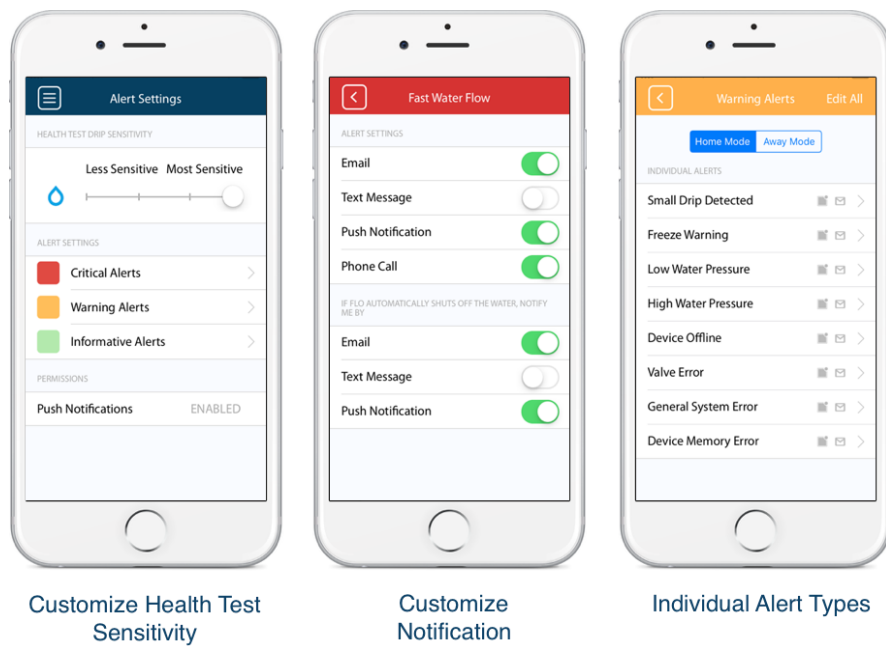 Alert Settings
HEALTH TEST DRIP SENSITIVITY
Less Sensitive Most Sensitive
ALERT SETTINGS
Critical Alerts
Warning Alerts
Informative Alerts
PERMISSIONS
Push Notifications ENABLED
Customize Health Test
Sensitivity
Fast Water Flow
ALERT SETTINGS
Email
Text Message
Push Notification
Phone Call
IF FLO AUTOMATICALLY SHUTS OFF THE WATER, NOTIFY
ME BY
Email
Text Message
Push Notification
Customize
Notification
Warning Alerts Edit All
Home Mode Away Mode
INDIVIDUAL ALERTS
Small Drip Detected
Freeze Warning
Low Water Pressure
High Water Pressure
Device Offline
Valve Error
General System Error
Device Memory Error
Individual Alert Types